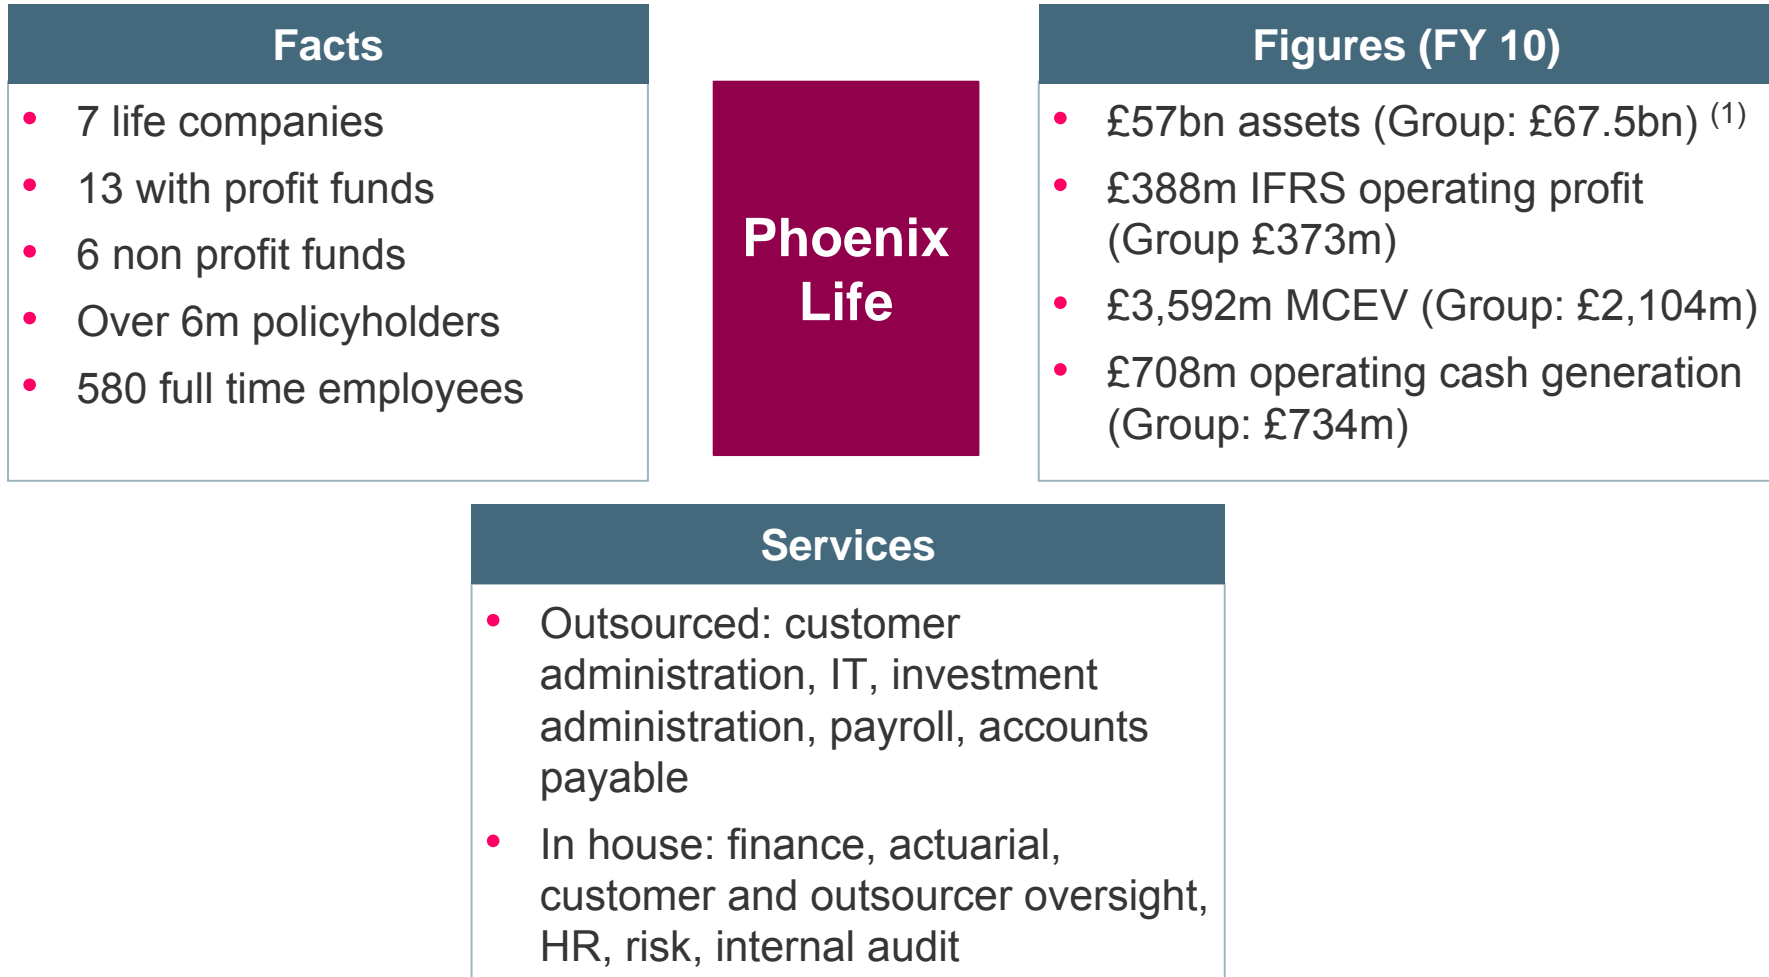 Facts
• 7 life companies
• 13 with profit funds
• 6 non profit funds
• Over 6m policyholders
• 580 full time employees
Phoenix
Life
Figures (FY 10)
• £57bn assets (Group: £67.5bn) (1)
• £388m IFRS operating profit
(Group £373m)
• £3,592m MCEV (Group: £2,104m)
• £708m operating cash generation
(Group: £734m)
Services
• Outsourced: customer
administration, IT, investment
administration, payroll, accounts
payable
• In house: finance, actuarial,
customer and outsourcer oversight,
HR, risk, internal audit